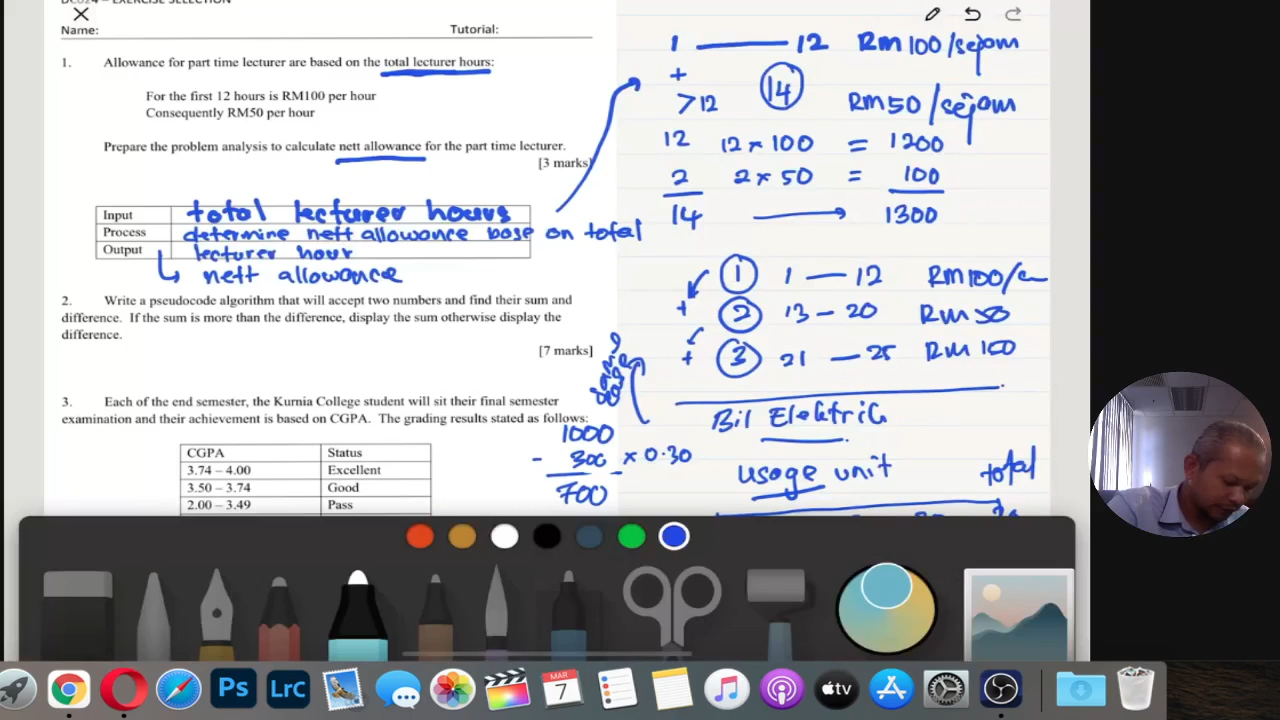 DC024 – EXERCISE SELECTION
Name: Tutorial:
1. Allowance for part time lecturer are based on the total lecturer hours:
For the first 12 hours is RM100 per hour
Consequently RM50 per hour
Prepare the problem analysis to calculate nett allowance for the part time lecturer.
[3 marks]
Input total lecturer hours
Process determine nett allowance base on total
Output lecturer hour
nett allowance
2. Write a pseudocode algorithm that will accept two numbers and find their sum and
difference. If the sum is more than the difference, display the sum otherwise display the
difference.
[7 marks]
3. Each of the end semester, the Kurnia College student will sit their final semester
examination and their achievement is based on CGPA. The grading results stated as follows:
CGPA Status
3.74 – 4.00 Excellent
3.50 – 3.74 Good
2.00 – 3.49 Pass
1000
- 300 x 0.30
700
1 — 12 RM100/sejam
+
>12 14 RM50/sejam
12 12 x 100 = 1200
2 2 x 50 = 100
14 → 1300
1 1 — 12 RM100/
+ 2 13 – 20 RM50
+ 3 21 — 25 RM150
Bil Elektrik
usage unit total
Ps
LrC
MAR
7
tv